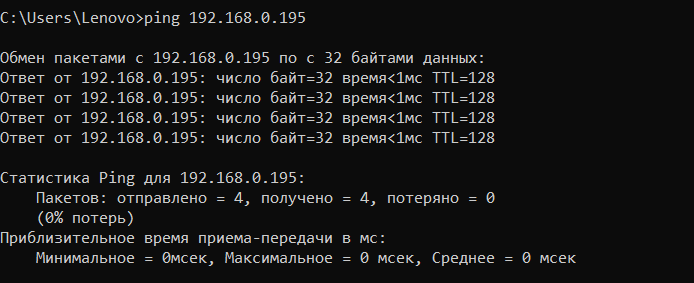 C:\Users\Lenovo>ping 192.168.0.195
Обмен пакетами с 192.168.0.195 по с 32 байтами данных:
Ответ от 192.168.0.195: число байт=32 время<1мс TTL=128
Ответ от 192.168.0.195: число байт=32 время<1мс TTL=128
Ответ от 192.168.0.195: число байт=32 время<1мс TTL=128
Ответ от 192.168.0.195: число байт=32 время<1мс TTL=128
Статистика Ping для 192.168.0.195:
Пакетов: отправлено = 4, получено = 4, потеряно = 0
(0% потерь)
Приблизительное время приема-передачи в мс:
Минимальное = 0мсек, Максимальное = 0 мсек, Среднее = 0 мсек